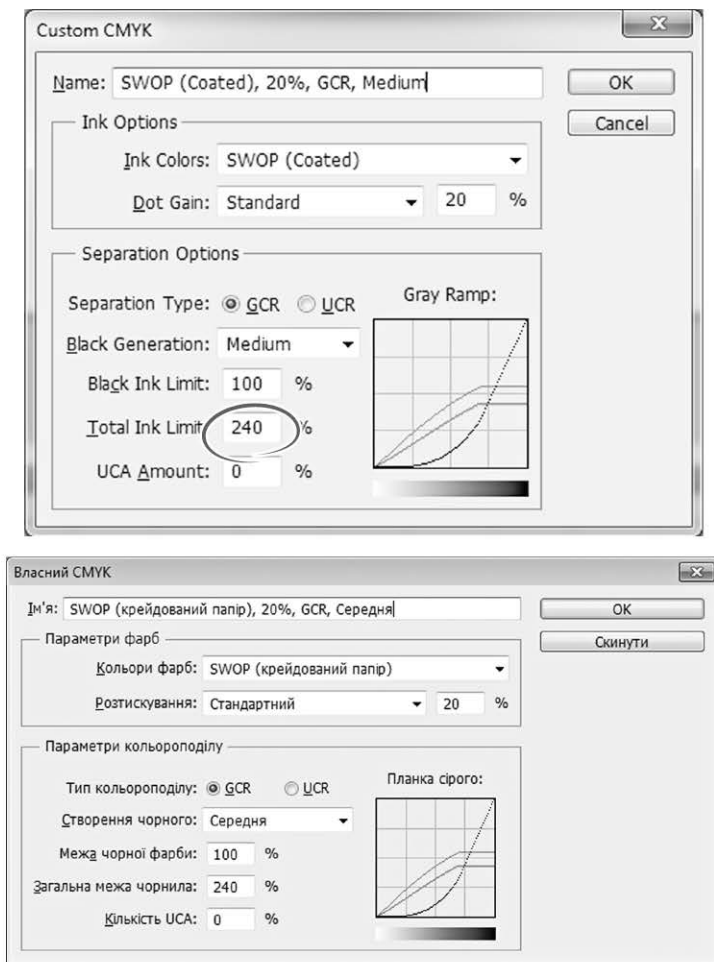 Custom CMYK
Name: SWOP (Coated), 20%, GCR, Medium
OK
Cancel
Ink Options
Ink Colors: SWOP (Coated)
Dot Gain: Standard 20 %
Separation Options
Separation Type: GCR UCR
Gray Ramp:
Black Generation: Medium
Black Ink Limit: 100 %
Total Ink Limit 240 %
UCA Amount: 0 %
Власний CMYK
Ім'я: SWOP (крейдований папір), 20%, GCR, Середня
OK
Скинути
Параметри фарб
Кольори фарб: SWOP (крейдований папір)
Розтискування: Стандартний 20 %
Параметри кольороподілу
Тип кольороподілу: GCR UCR
Планка сірого:
Створення чорного: Середня
Межа чорної фарби: 100 %
Загальна межа чорнила: 240 %
Кількість UCA: 0 %